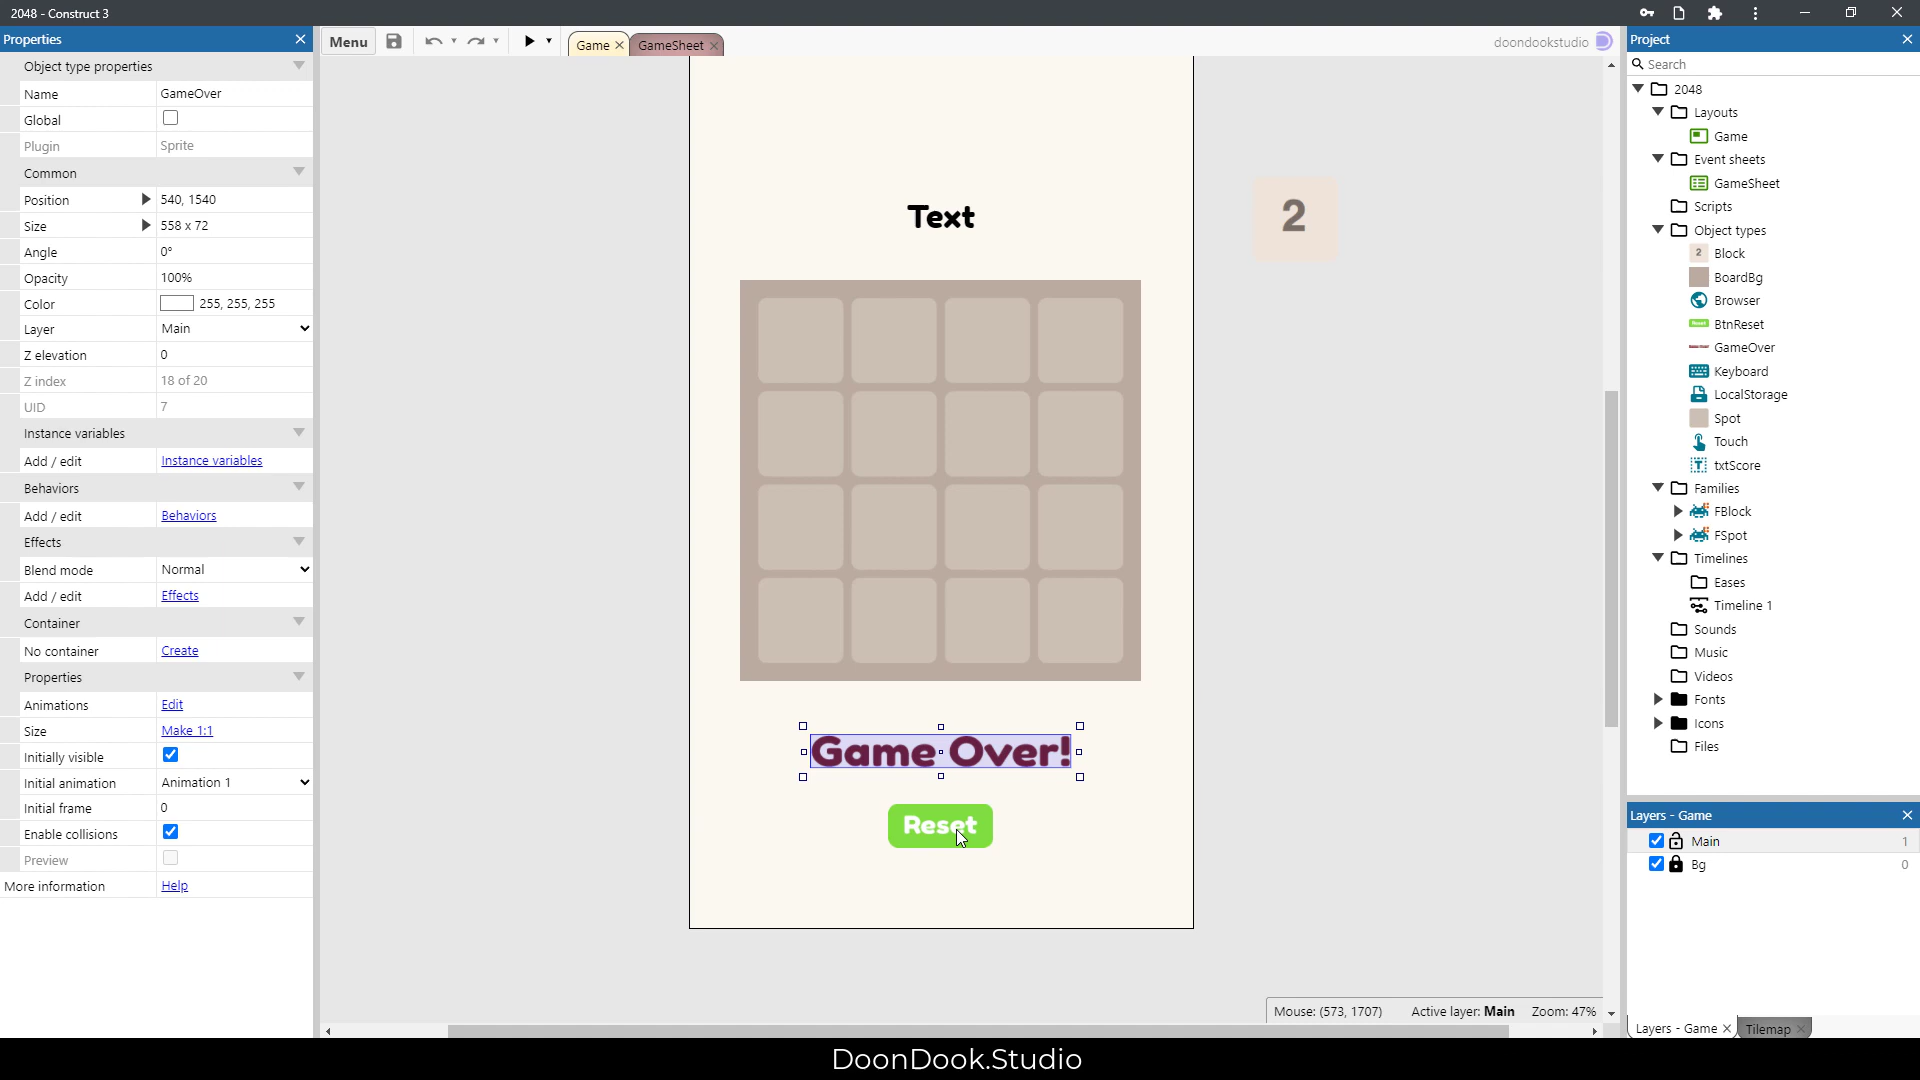 2048 - Construct 3
Properties
Object type properties
Name GameOver
Global
Plugin Sprite
Common
Position 540, 1540
Size 558 x 72
Angle 0°
Opacity 100%
Color 255, 255, 255
Layer Main
Z elevation 0
Z index 18 of 20
UID 7
Instance variables
Add / edit Instance variables
Behaviors
Add / edit Behaviors
Effects
Blend mode Normal
Add / edit Effects
Container
No container Create
Properties
Animations Edit
Size Make 1:1
Initially visible
Initial animation Animation 1
Initial frame 0
Enable collisions
Preview
More information Help
Menu
Game
GameSheet
doondookstudio
Text
2
Game Over!
Reset
Mouse: (573, 1707) Active layer: Main Zoom: 47%
Project
Search
2048
Layouts
Game
Event sheets
GameSheet
Scripts
Object types
2 Block
BoardBg
Browser
Reset BtnReset
GameOver
Keyboard
LocalStorage
Spot
Touch
txtScore
Families
FBlock
FSpot
Timelines
Eases
Timeline 1
Sounds
Music
Videos
Fonts
Icons
Files
Layers - Game
Main 1
Bg 0
Layers - Game
Tilemap
DoonDook.Studio